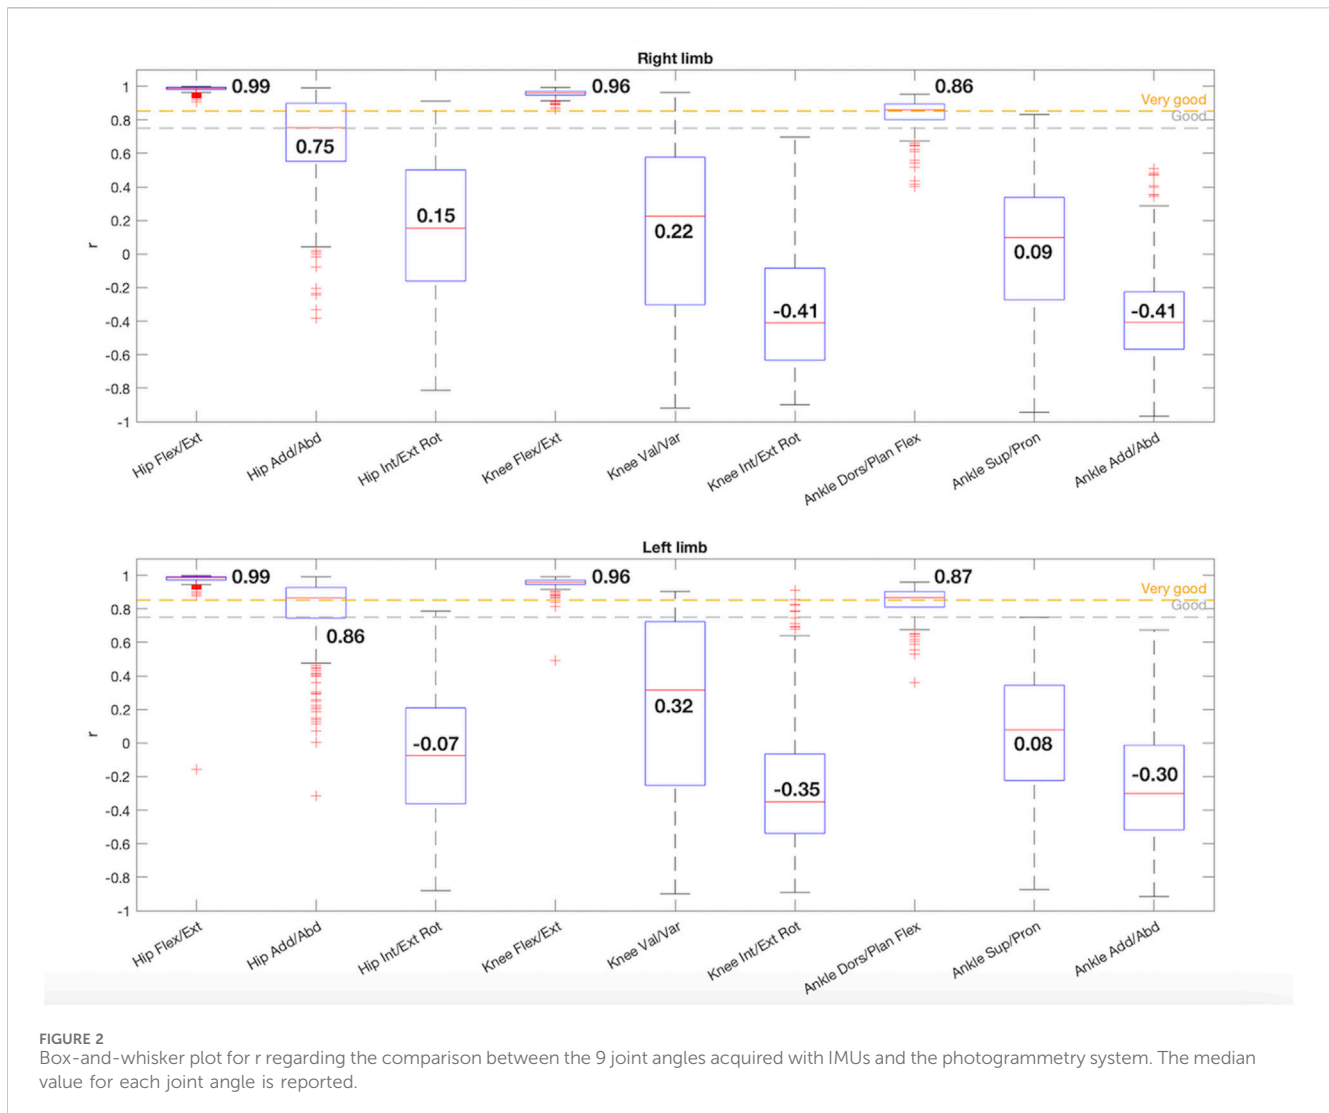 Right limb
1
0.8
0.6
0.4
0.2
0
-0.2
-0.4
-0.6
-0.8
-1
r
0.99
0.75
0.15
0.96
0.22
-0.41
0.86
0.09
-0.41
Very good
Good
Hip Flex/Ext
Hip Add/Abd
Hip Int/Ext Rot
Knee Flex/Ext
Knee Val/Var
Knee Int/Ext Rot
Ankle Dors/Plan Flex
Ankle Sup/Pron
Ankle Add/Abd
Left limb
1
0.8
0.6
0.4
0.2
0
-0.2
-0.4
-0.6
-0.8
-1
r
0.99
0.86
-0.07
0.96
0.32
-0.35
0.87
0.08
-0.30
Very good
Good
Hip Flex/Ext
Hip Add/Abd
Hip Int/Ext Rot
Knee Flex/Ext
Knee Val/Var
Knee Int/Ext Rot
Ankle Dors/Plan Flex
Ankle Sup/Pron
Ankle Add/Abd
FIGURE 2
Box-and-whisker plot for r regarding the comparison between the 9 joint angles acquired with IMUs and the photogrammetry system. The median
value for each joint angle is reported.